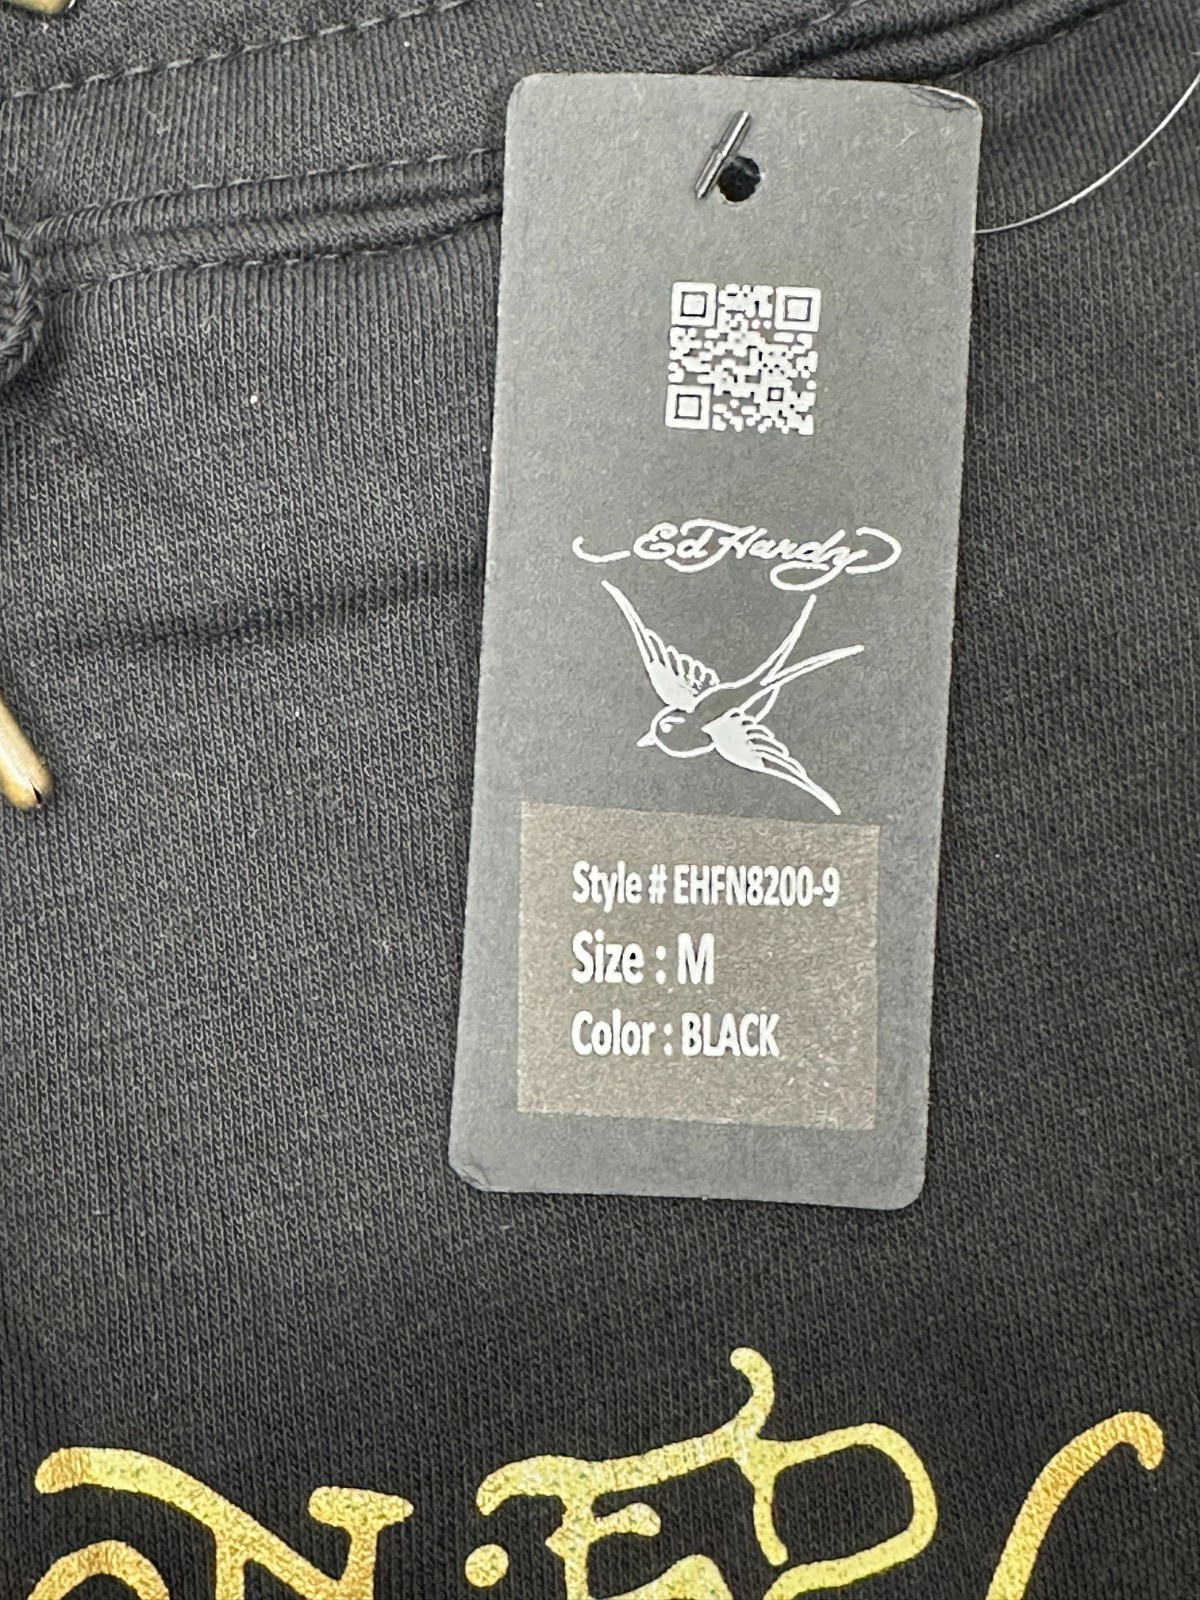 Ed Hardy
Style # EHFN8200-9
Size : M
Color : BLACK